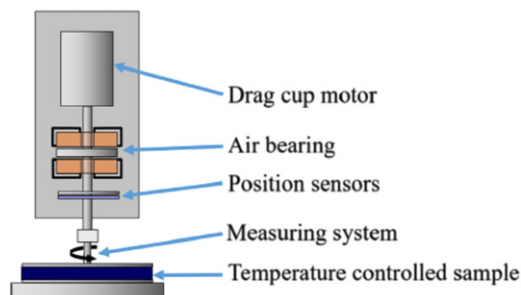 Drag cup motor
Air bearing
Position sensors
Measuring system
Temperature controlled sample